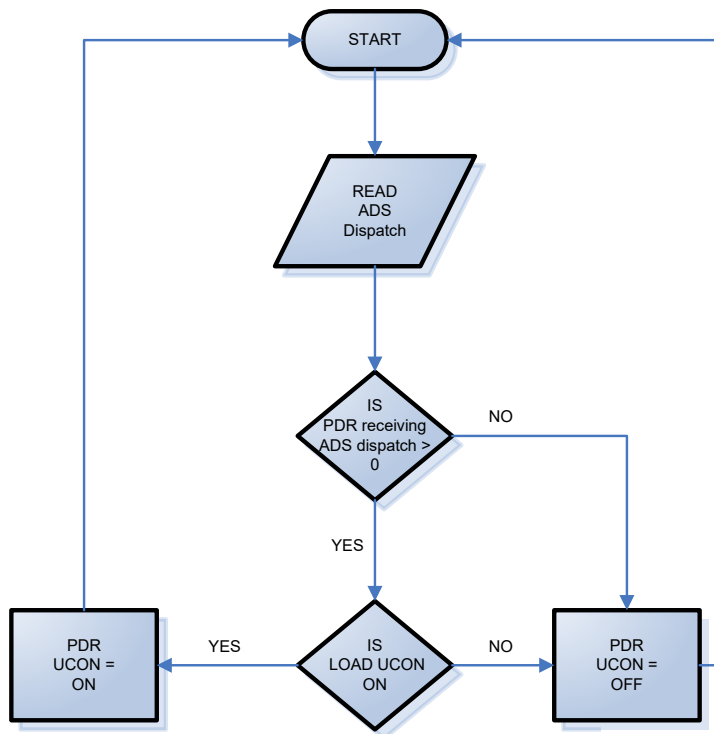 START
READ
ADS
Dispatch
IS
PDR receiving
ADS dispatch >
0
NO
YES
IS
LOAD UCON
ON
YES
NO
PDR
UCON =
ON
PDR
UCON =
OFF